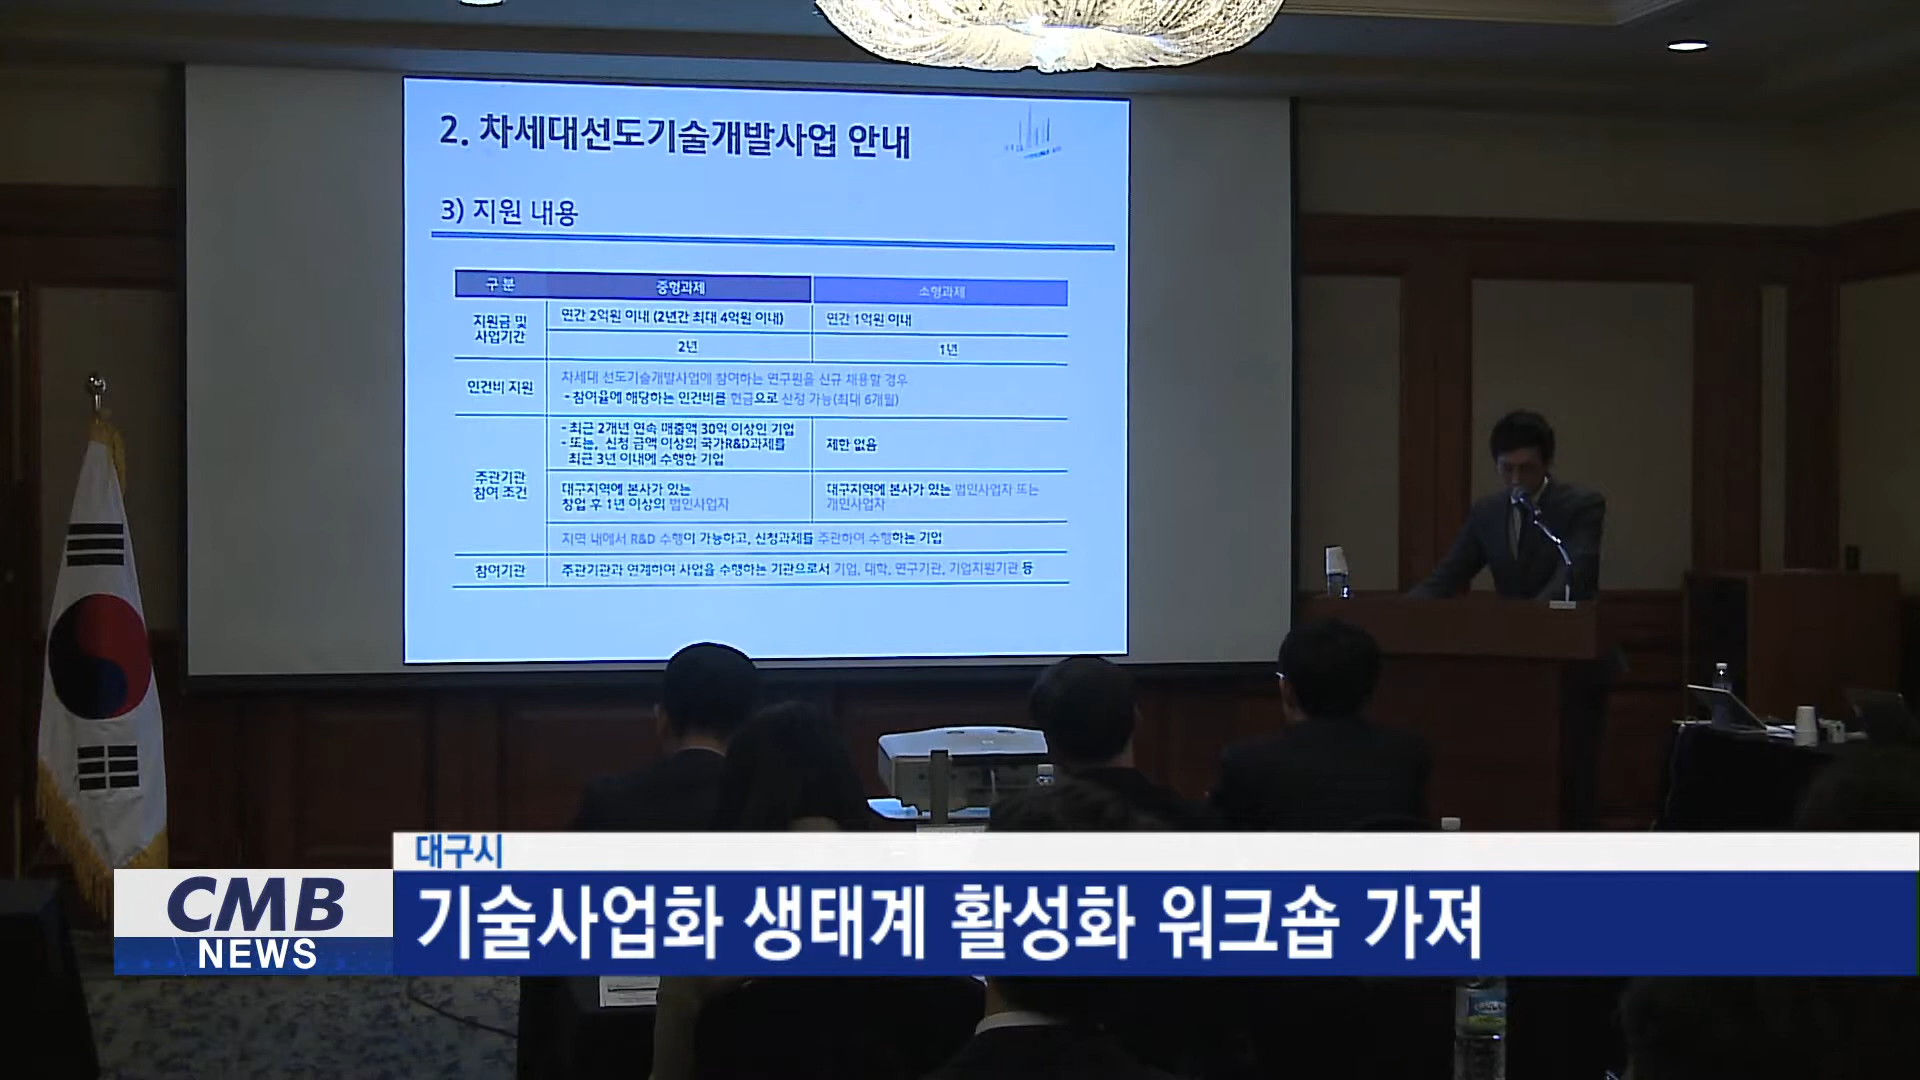 2. 차세대선도기술개발사업 안내
3) 지원 내용
구 분 중형과제 소형과제
지원금 및
사업기간
연간 2억원 이내 (2년간 최대 4억원 이내) 연간 1억원 이내
2년 1년
인건비 지원
차세대 선도기술개발사업에 참여하는 연구원을 신규 채용할 경우
- 참여율에 해당하는 인건비를 현금으로 산정 가능(최대 6개월)
주관기관
참여 조건
- 최근 2개년 연속 매출액 30억 이상인 기업
- 또는, 신청 금액 이상의 국가R&D과제를
최근 3년 이내에 수행한 기업
제한 없음
대구지역에 본사가 있는
창업 후 1년 이상의 법인사업자
대구지역에 본사가 있는 법인사업자 또는
개인사업자
지역 내에서 R&D 수행이 가능하고, 신청과제를 주관하여 수행하는 기업
참여기관
주관기관과 연계하여 사업을 수행하는 기관으로서 기업, 대학, 연구기관, 기업지원기관 등
대구시
CMB
NEWS
기술사업화 생태계 활성화 워크숍 가져